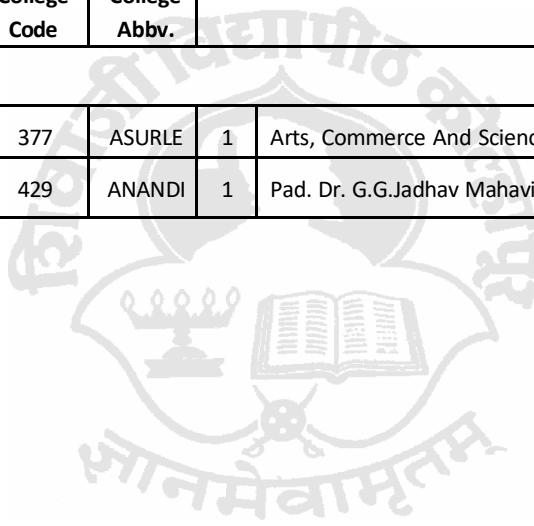 College College
Code Abbv.
377 ASURLE 1 Arts, Commerce And Scienc
429 ANANDI 1 Pad. Dr. G.G.Jadhav Mahavi
शिवाजी विद्यापीठ कोल्हापूर
ज्ञानमेवामृतम्